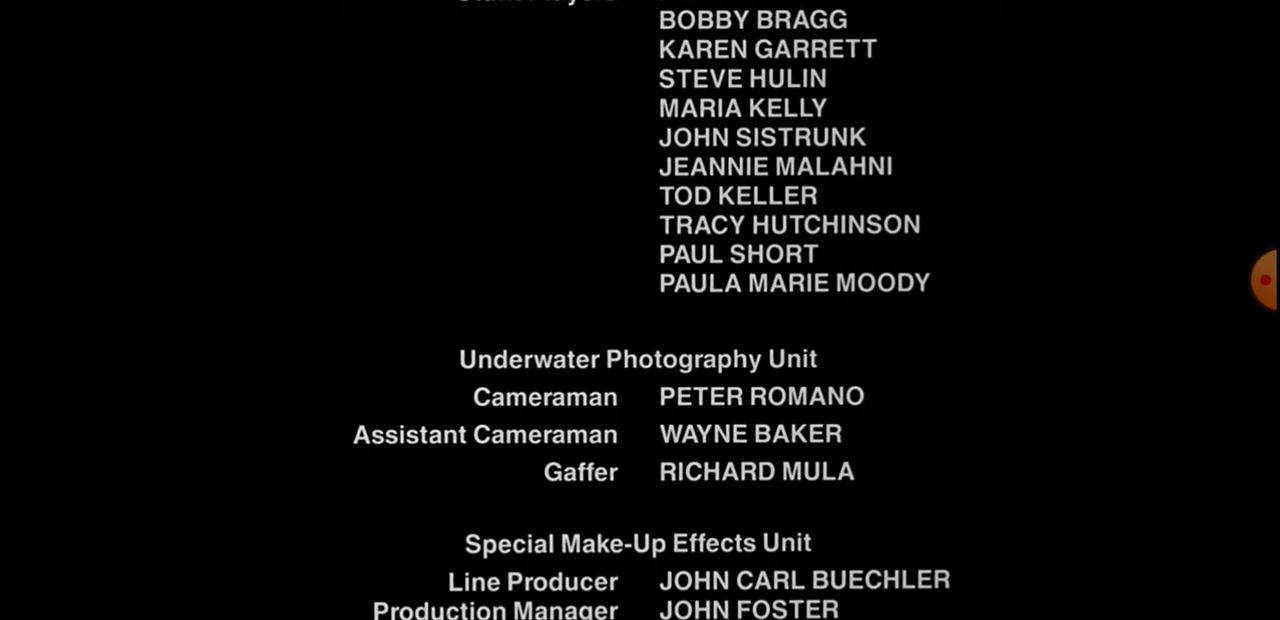 BOBBY BRAGG
KAREN GARRETT
STEVE HULIN
MARIA KELLY
JOHN SISTRUNK
JEANNIE MALAHNI
TOD KELLER
TRACY HUTCHINSON
PAUL SHORT
PAULA MARIE MOODY
Underwater Photography Unit
Cameraman PETER ROMANO
Assistant Cameraman WAYNE BAKER
Gaffer RICHARD MULA
Special Make-Up Effects Unit
Line Producer JOHN CARL BUECHLER
Production Manager JOHN FOSTER